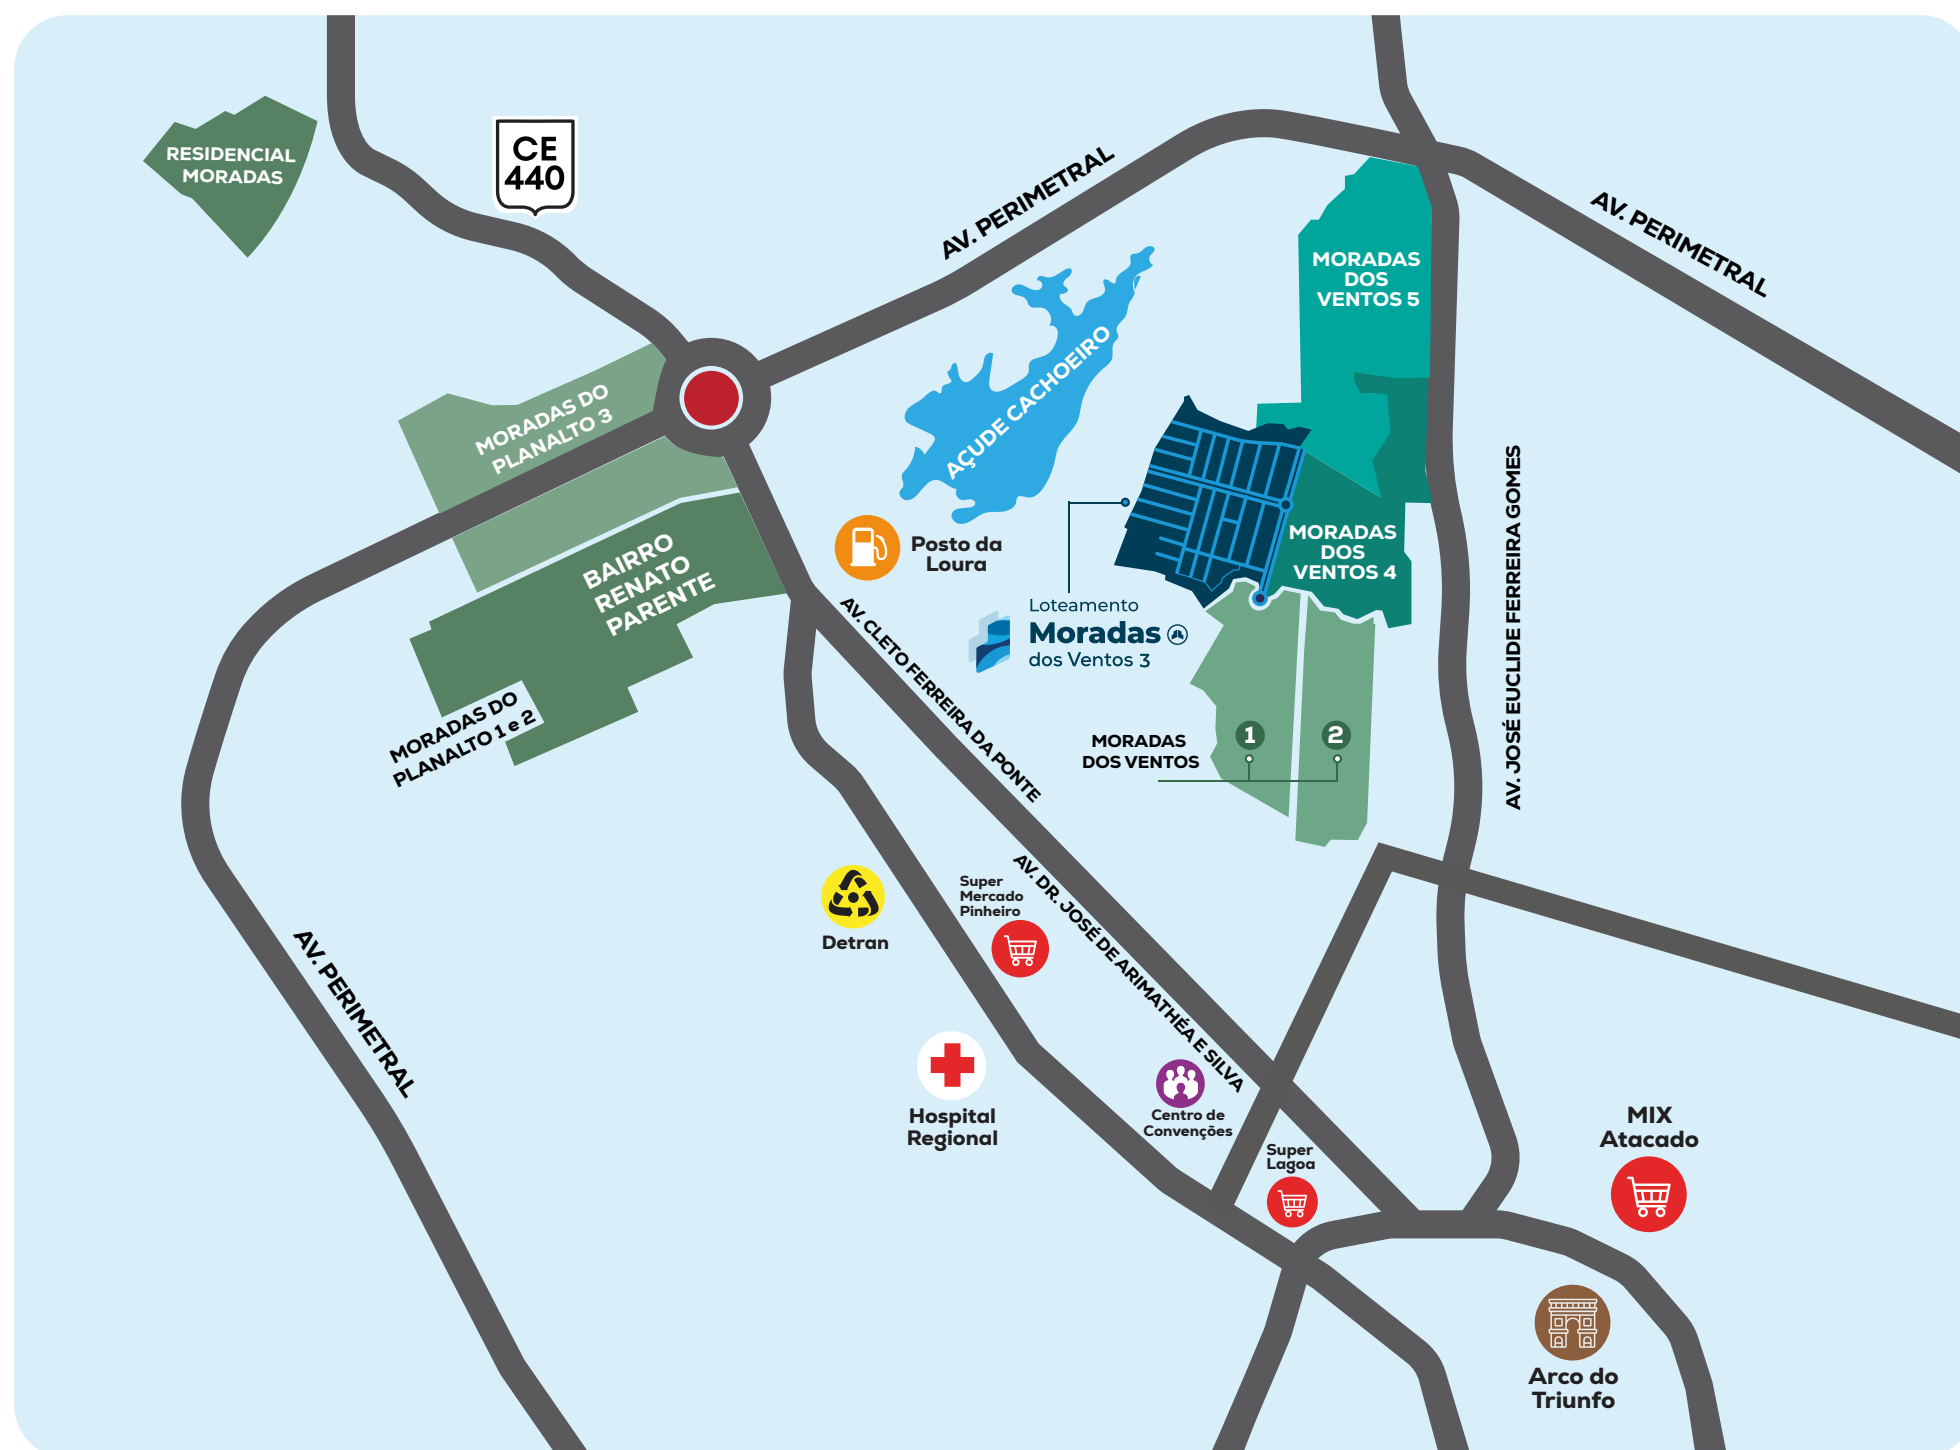 RESIDENCIAL
MORADAS
CE
440
AV. PERIMETRAL
AV. PERIMETRAL
MORADAS
DOS
VENTOS 5
AÇUDE CACHOEIRO
MORADAS DO
PLANALTO 3
BAIRRO
RENATO
PARENTE
MORADAS DO
PLANALTO 1 e 2
Posto da
Loura
MORADAS
DOS
VENTOS 4
Loteamento
Moradas
dos Ventos 3
AV. CLETO FERREIRA DA PONTE
AV. JOSÉ EUCLIDE FERREIRA GOMES
MORADAS
DOS VENTOS
1
2
Detran
Super
Mercado
Pinheiro
AV. DR. JOSÉ DE ARIMATHÉA E SILVA
AV. PERIMETRAL
Hospital
Regional
Centro de
Convenções
Super
Lagoa
MIX
Atacado
Arco do
Triunfo